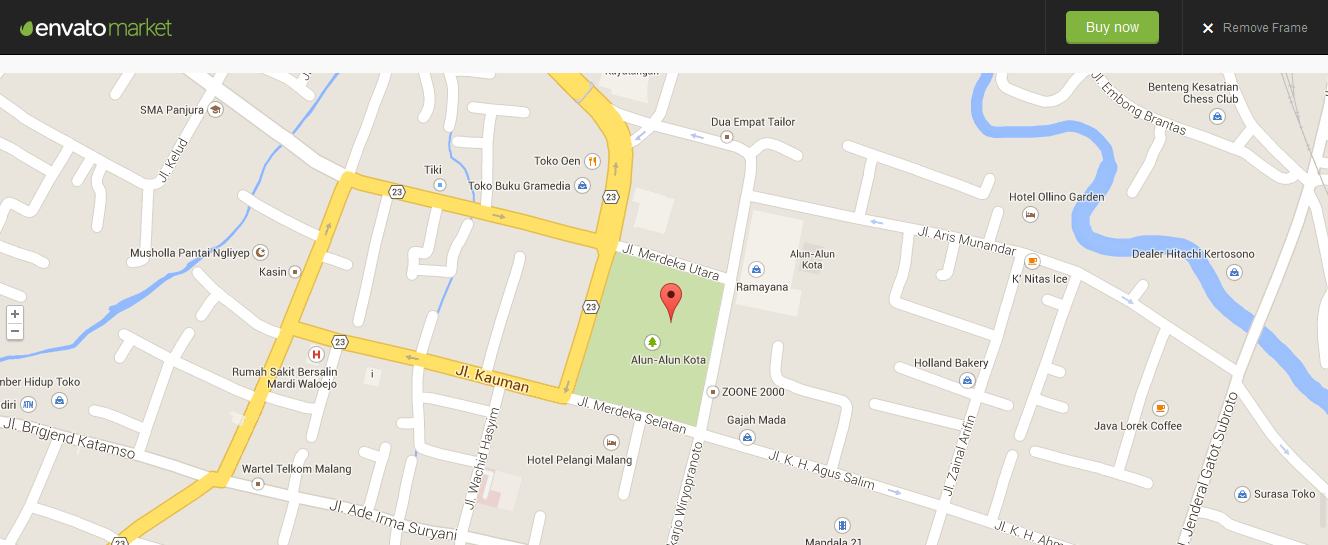 envato market
Buy now
Remove Frame
Jl. Embong Brantas
Benteng Kesatrian
Chess Club
SMA Panjura
Jl. Kelud
Dua Empat Tailor
Toko Oen
Tiki
Toko Buku Gramedia
23
23
Hotel Ollino Garden
Jl. Aris Munandar
Musholla Pantai Ngliyep
Kasin
Jl. Merdeka Utara
Alun-Alun
Kota
Ramayana
K' Nitas Ice
Dealer Hitachi Kertosono
+
−
23
23
Alun-Alun Kota
H
Rumah Sakit Bersalin
Mardi Waloejo
i
Jl. Kauman
Holland Bakery
mber Hidup Toko
diri
ATM
ZOONE 2000
Jl. Merdeka Selatan
Gajah Mada
Java Lorek Coffee
Jl. Brigjend Katamso
Jl. Wachid Hasyim
Hotel Pelangi Malang
Jl. K. H. Agus Salim
Jl. Zainal Arifin
Jl. Jenderal Gatot Subroto
Wartel Telkom Malang
karjo Wiryopranoto
Surasa Toko
Jl. Ade Irma Suryani
Jl. K. H. Ahm
Mandala 21
23